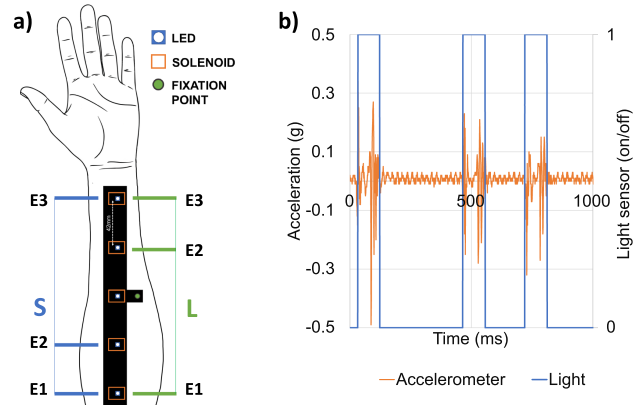 a)
LED
SOLENOID
FIXATION
POINT
E3
E3
42mm
E2
S
L
E2
E1
E1
b)
0.5
0.3
0.1
-0.1
-0.3
-0.5
Acceleration (g)
0
500
1000
Time (ms)
1
0
Light sensor (on/off)
Accelerometer
Light